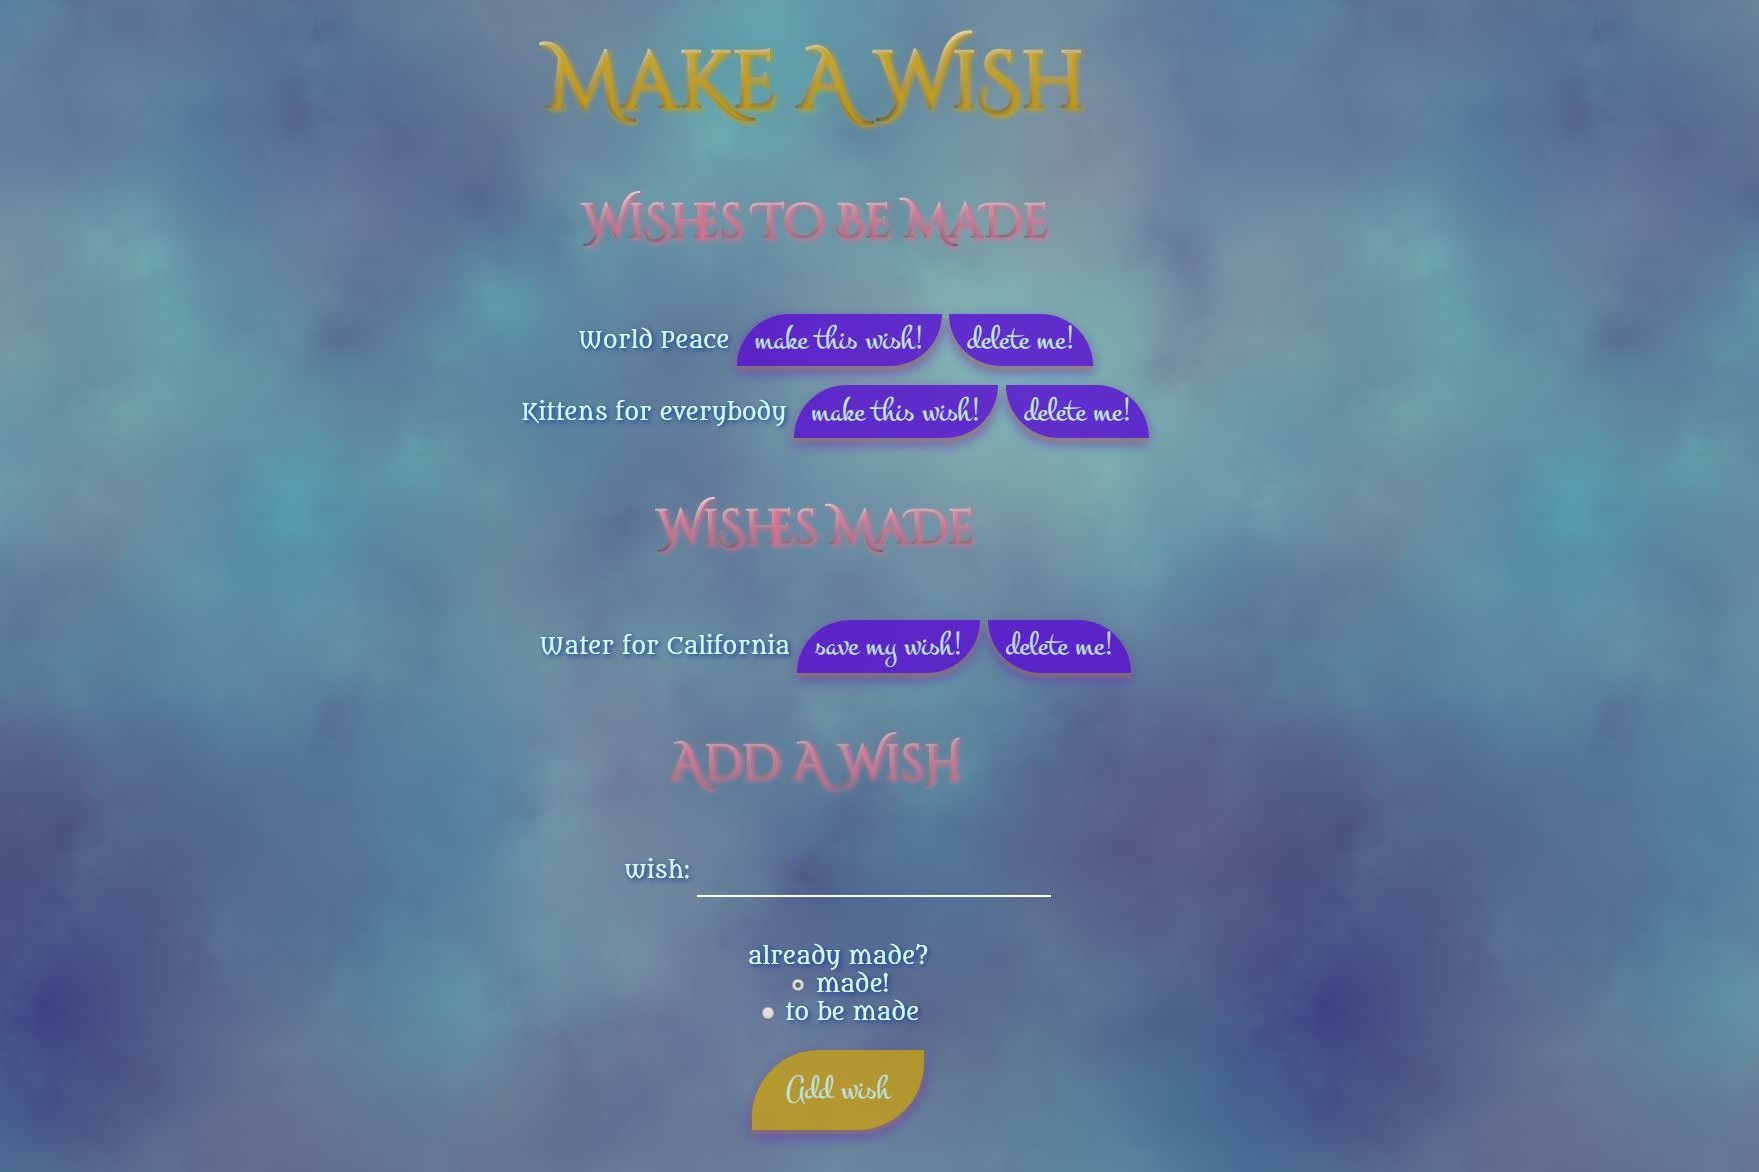 Make A Wish
Wishes To Be Made
World Peace make this wish! delete me!
Kittens for everybody make this wish! delete me!
Wishes Made
Water for California save my wish! delete me!
Add A Wish
wish:
already made?
made!
to be made
Add wish